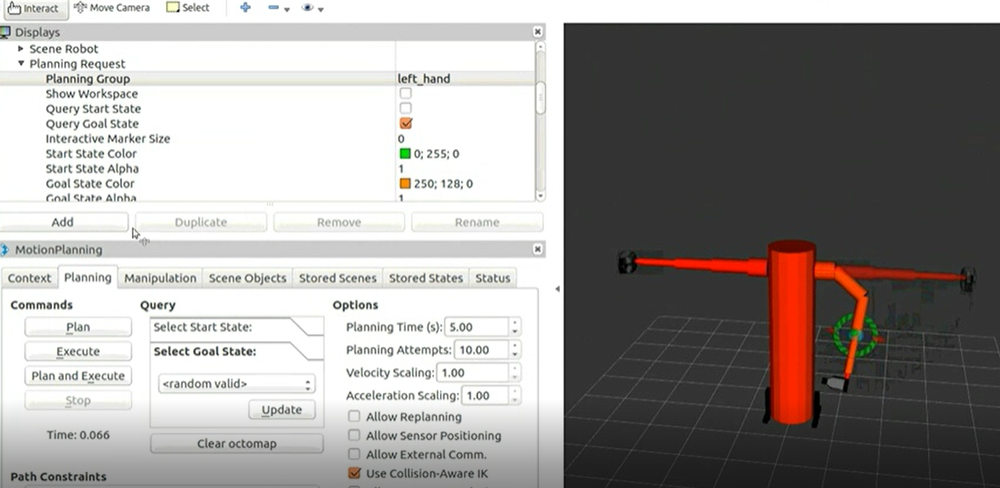 Interact Move Camera Select
Displays
Scene Robot
Planning Request
Planning Group left_hand
Show Workspace
Query Start State
Query Goal State
Interactive Marker Size 0
Start State Color 0; 255; 0
Start State Alpha 1
Goal State Color 250; 128; 0
Goal State Alpha 1
Add Duplicate Remove Rename
MotionPlanning
Context Planning Manipulation Scene Objects Stored Scenes Stored States Status
Commands Query Options
Plan Select Start State: Planning Time (s): 5.00
Execute Select Goal State: Planning Attempts: 10.00
Plan and Execute <random valid> Velocity Scaling: 1.00
Stop Update Acceleration Scaling: 1.00
Allow Replanning
Time: 0.066 Clear octomap Allow Sensor Positioning
Allow External Comm.
Path Constraints Use Collision-Aware IK